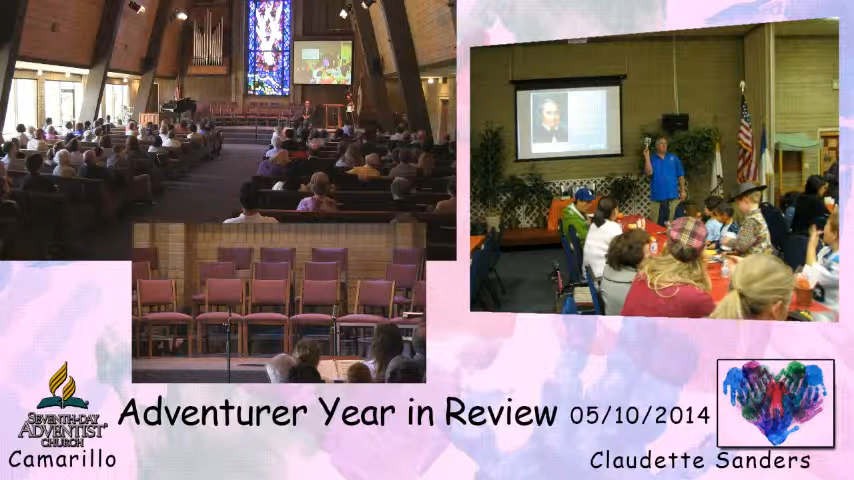 SEVENTH-DAY
ADVENTIST
CHURCH
Adventurer Year in Review 05/10/2014
Camarillo
Claudette Sanders